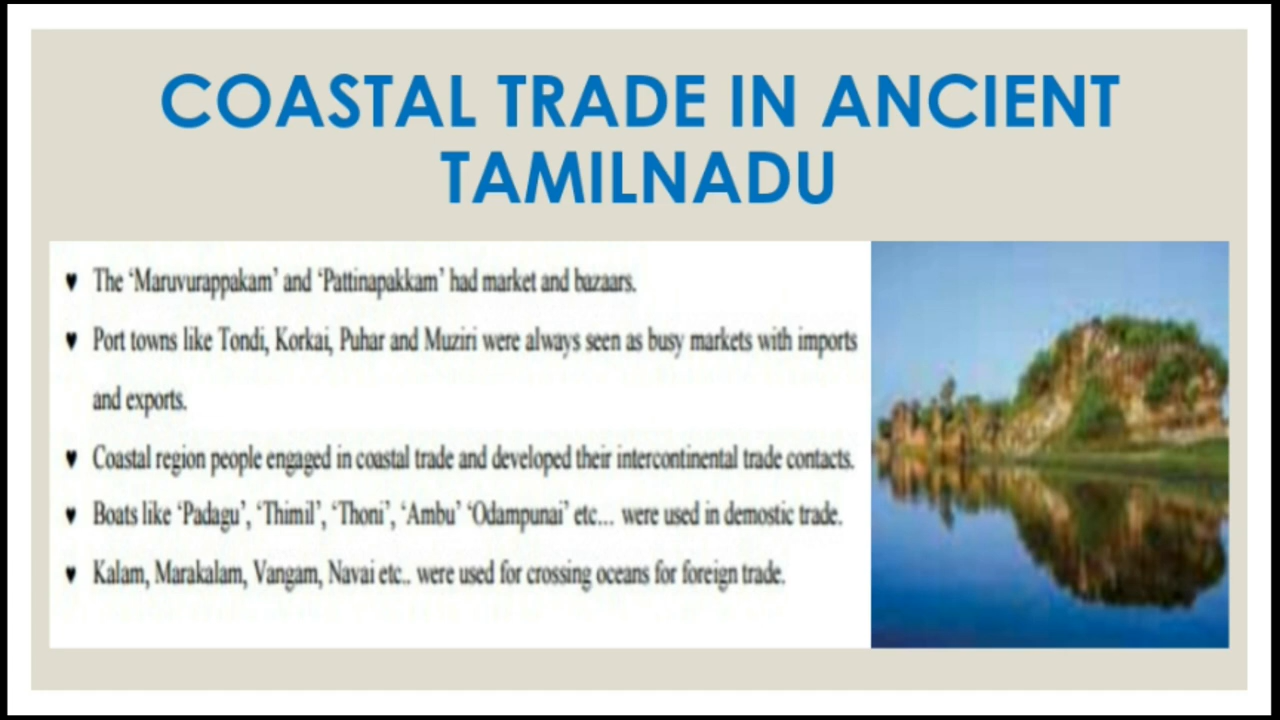 COASTAL TRADE IN ANCIENT
TAMILNADU
♥ The ‘Maruvurappakam’ and ‘Pattinapakkam’ had market and bazaars.
♥ Port towns like Tondi, Korkai, Puhar and Muziri were always seen as busy markets with imports
and exports.
♥ Coastal region people engaged in coastal trade and developed their intercontinental trade contacts.
♥ Boats like ‘Padagu’, ‘Thimil’, ‘Thoni’, ‘Ambu’ ‘Odampunai’ etc... were used in demostic trade.
♥ Kalam, Marakalam, Vangam, Navai etc.. were used for crossing oceans for foreign trade.